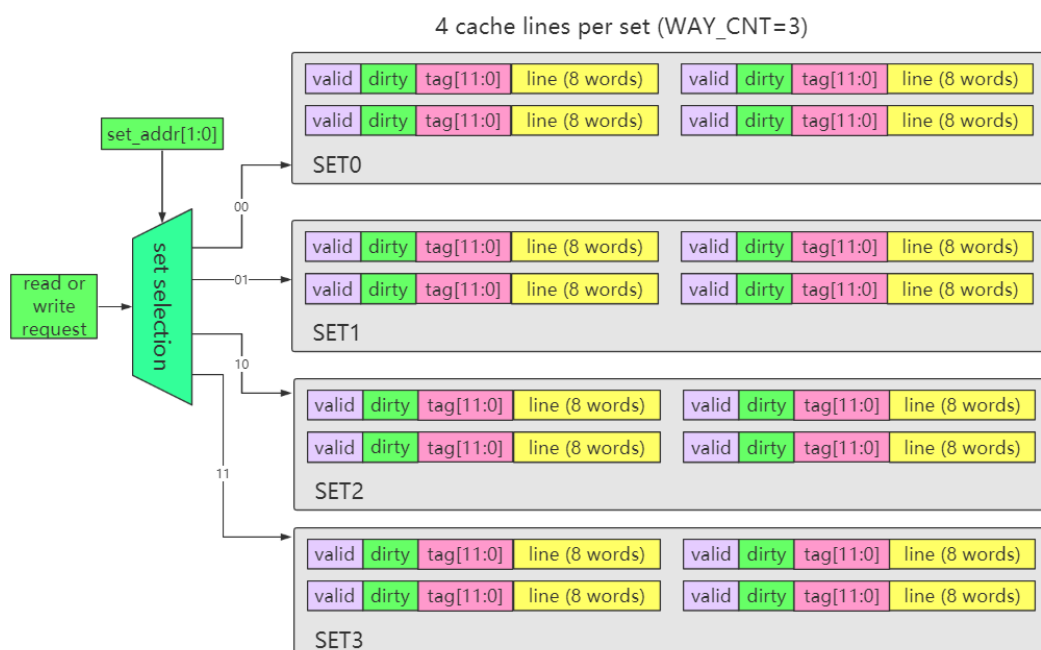 4 cache lines per set (WAY_CNT=3)
valid dirty tag[11:0] line (8 words) valid dirty tag[11:0] line (8 words)
valid dirty tag[11:0] line (8 words) valid dirty tag[11:0] line (8 words)
SET0
set_addr[1:0]
00
valid dirty tag[11:0] line (8 words) valid dirty tag[11:0] line (8 words)
valid dirty tag[11:0] line (8 words) valid dirty tag[11:0] line (8 words)
SET1
read or
write
request
set selection
01
10
valid dirty tag[11:0] line (8 words) valid dirty tag[11:0] line (8 words)
valid dirty tag[11:0] line (8 words) valid dirty tag[11:0] line (8 words)
SET2
11
valid dirty tag[11:0] line (8 words) valid dirty tag[11:0] line (8 words)
valid dirty tag[11:0] line (8 words) valid dirty tag[11:0] line (8 words)
SET3